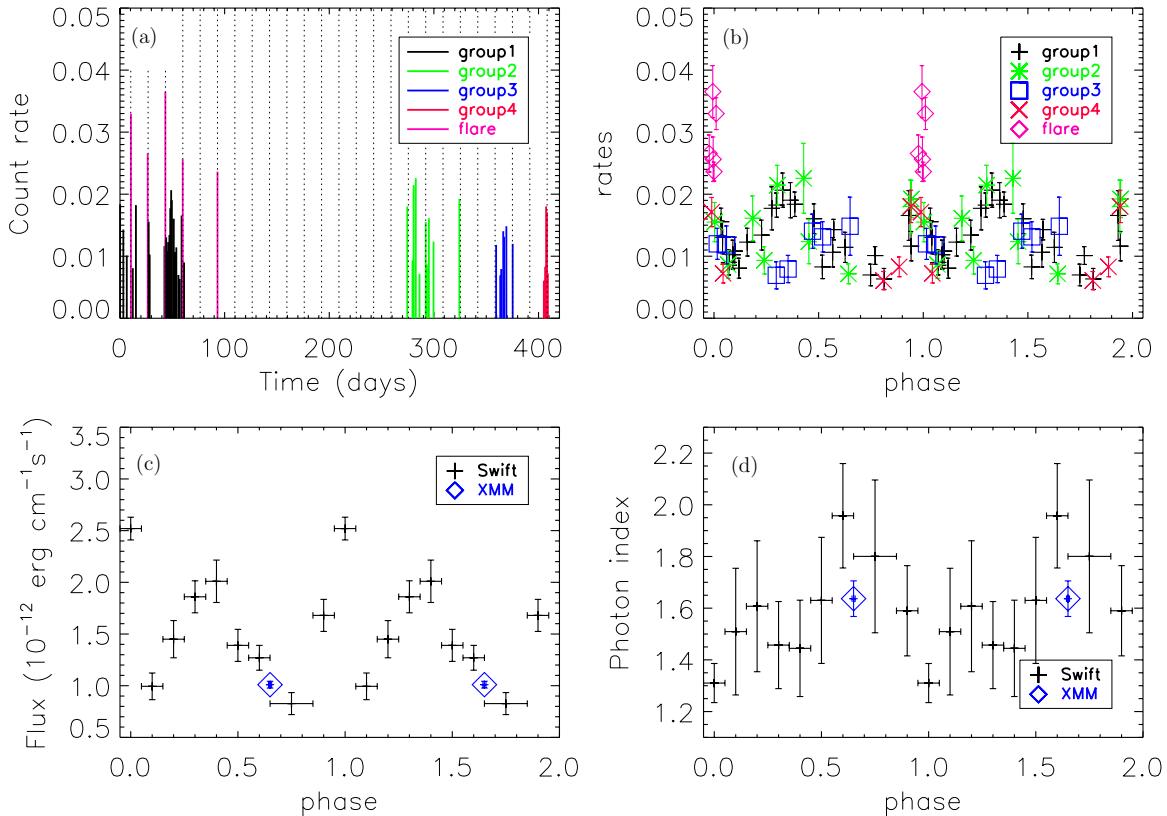 (a)
0.05
0.04
0.03
0.02
0.01
0.00
Count rate
group1
group2
group3
group4
flare
0 100 200 300 400
Time (days)
(b)
0.05
0.04
0.03
0.02
0.01
0.00
rates
group1
group2
group3
group4
flare
0.0 0.5 1.0 1.5 2.0
phase
(c)
3.5
3.0
2.5
2.0
1.5
1.0
0.5
Flux (10⁻¹² erg cm⁻¹s⁻¹)
Swift
XMM
0.0 0.5 1.0 1.5 2.0
phase
(d)
2.2
2.0
1.8
1.6
1.4
1.2
Photon index
Swift
XMM
0.0 0.5 1.0 1.5 2.0
phase